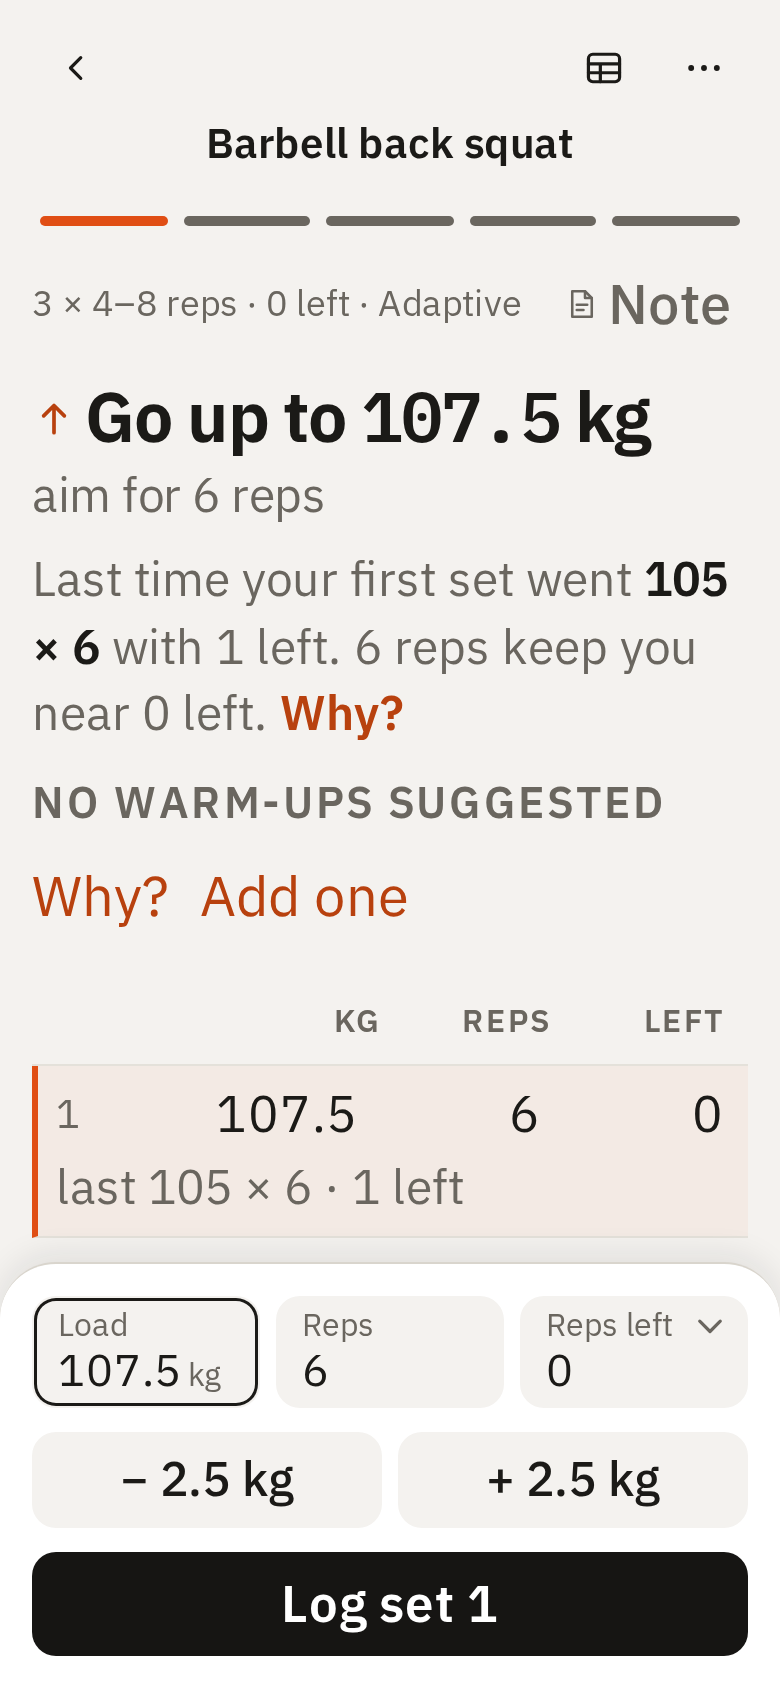 Barbell back squat
3 × 4–8 reps · 0 left · Adaptive
Note
↑ Go up to 107.5 kg
aim for 6 reps
Last time your first set went 105
× 6 with 1 left. 6 reps keep you
near 0 left. Why?
NO WARM-UPS SUGGESTED
Why? Add one
KG REPS LEFT
1 107.5 6 0
last 105 × 6 · 1 left
Load Reps Reps left
107.5 kg 6 0
− 2.5 kg + 2.5 kg
Log set 1